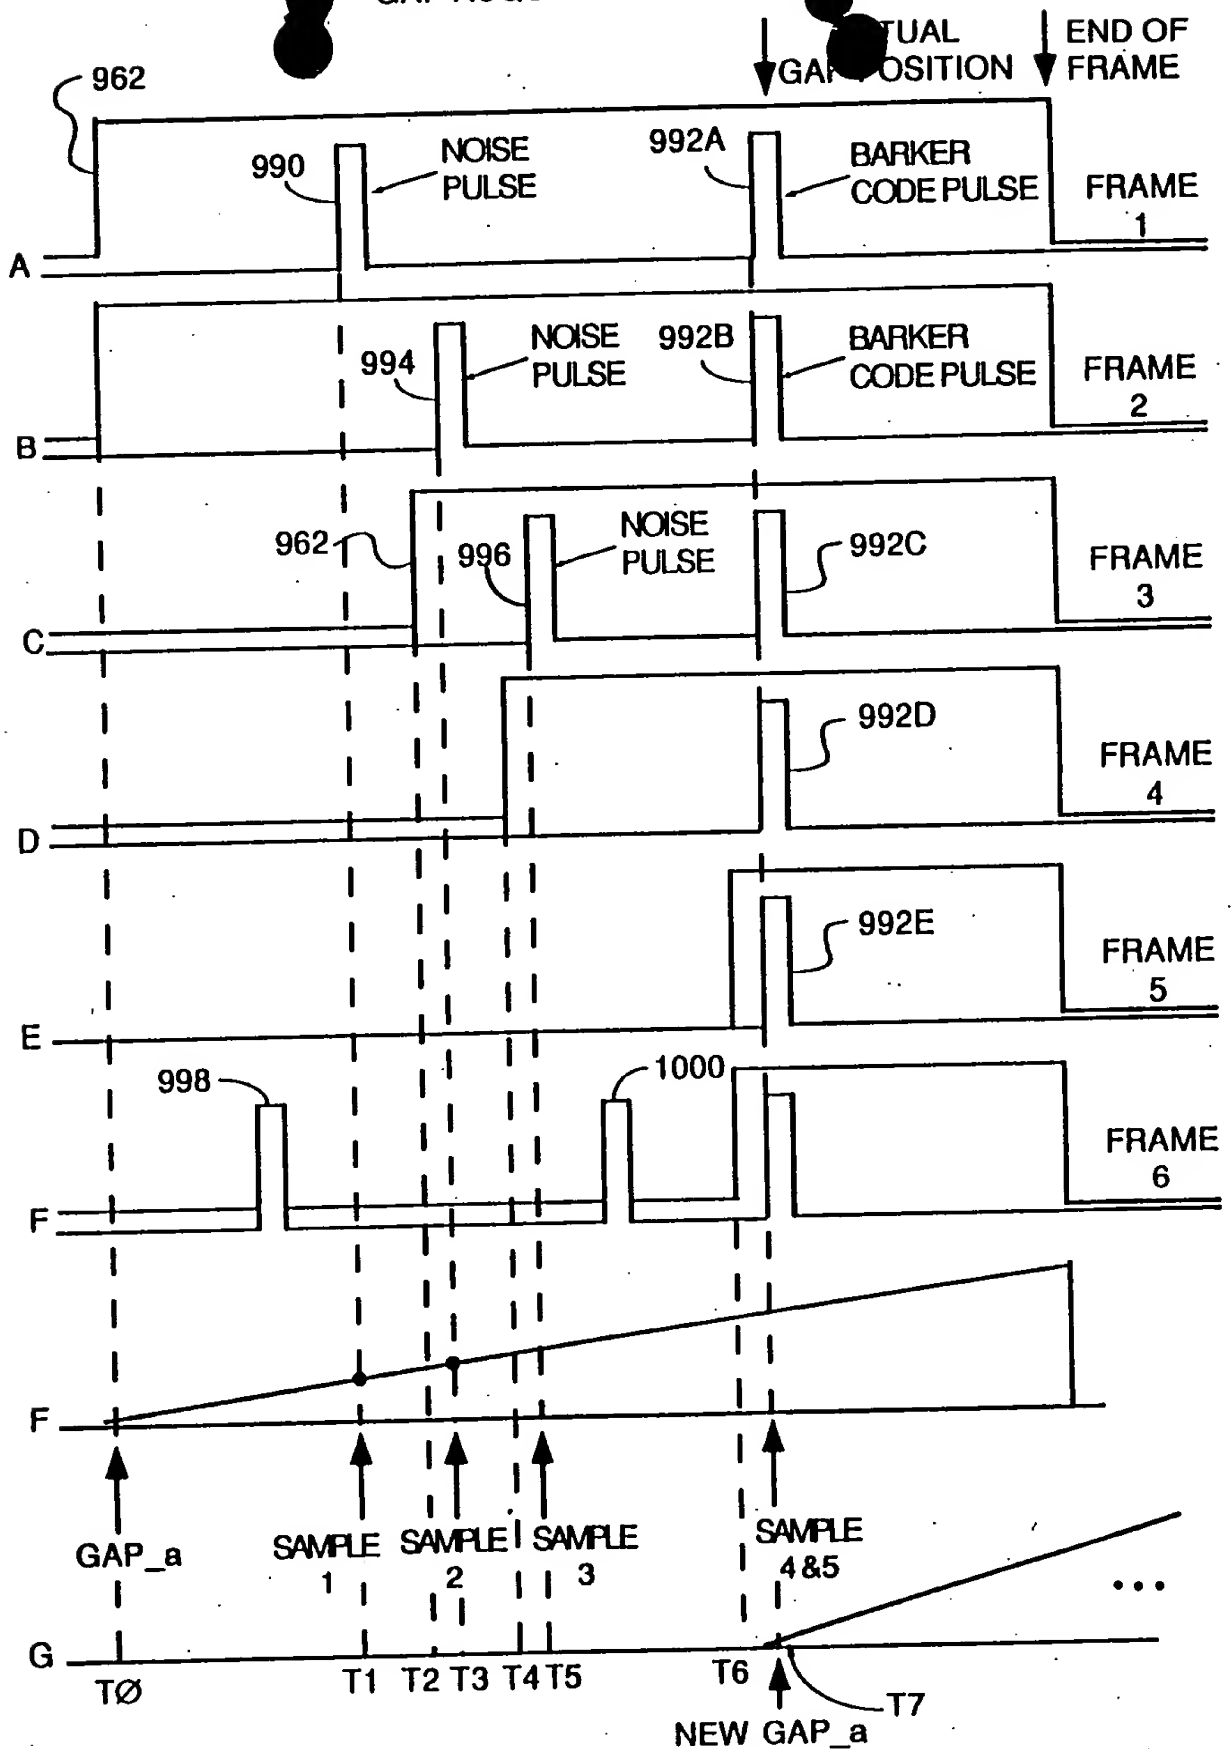 962
GAP POSITION
END OF
FRAME
990
NOISE
PULSE
992A
BARKER
CODE PULSE
FRAME
1
A
994
NOISE
PULSE
992B
BARKER
CODE PULSE
FRAME
2
B
962
996
NOISE
PULSE
992C
FRAME
3
C
992D
FRAME
4
D
992E
FRAME
5
E
998
1000
FRAME
6
F
F
GAP_a
SAMPLE
1
SAMPLE
2
SAMPLE
3
SAMPLE
4&5
...
G
TØ
T1
T2
T3
T4
T5
T6
T7
NEW GAP_a